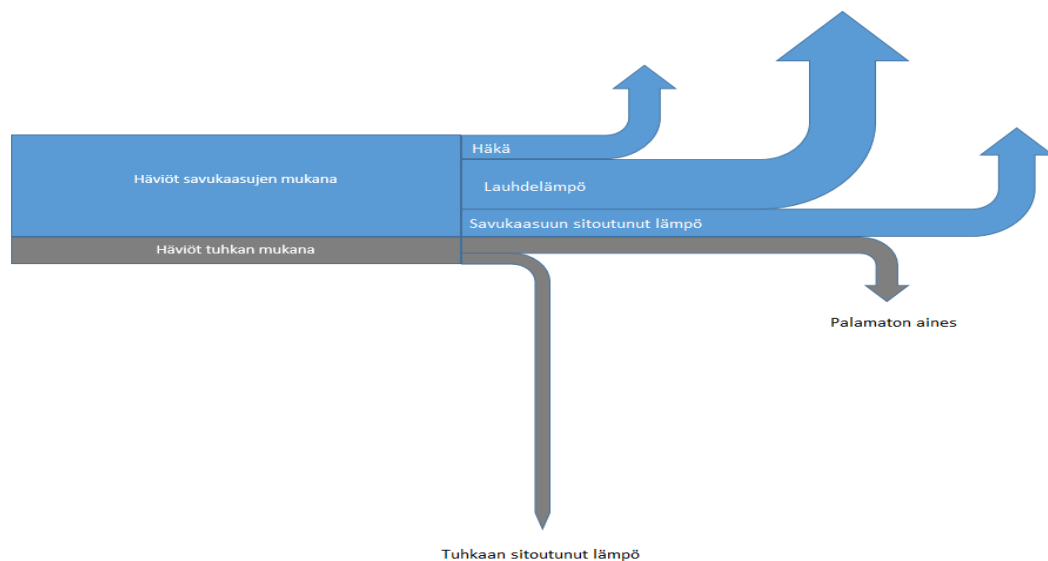 Häkä
Häviöt savukaasujen mukana
Lauhdelämpö
Savukaasuun sitoutunut lämpö
Häviöt tuhkan mukana
Palamaton aines
Tuhkaan sitoutunut lämpö